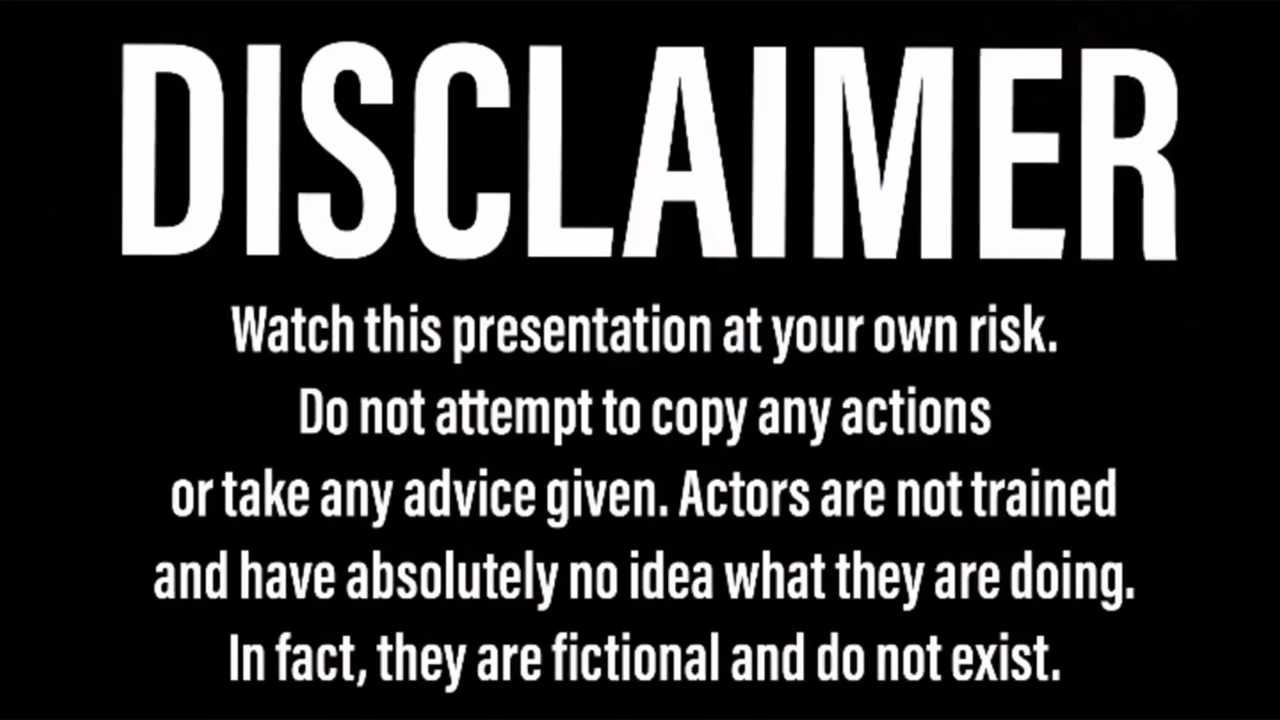 DISCLAIMER
Watch this presentation at your own risk.
Do not attempt to copy any actions
or take any advice given. Actors are not trained
and have absolutely no idea what they are doing.
In fact, they are fictional and do not exist.